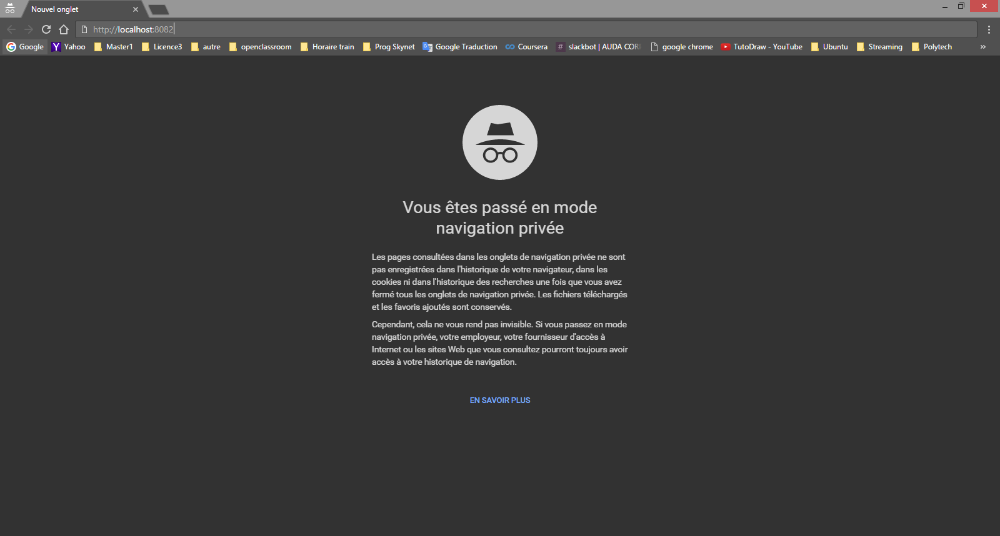 Nouvel onglet
http://localhost:8082
Google Yahoo Master1 Licence3 autre openclassroom Horaire train Prog Skynet Google Traduction Coursera slackbot | AUDA COR google chrome TutoDraw - YouTube Ubuntu Streaming Polytech »
Vous êtes passé en mode
navigation privée
Les pages consultées dans les onglets de navigation privée ne sont
pas enregistrées dans l'historique de votre navigateur, dans les
cookies ni dans l'historique des recherches une fois que vous avez
fermé tous les onglets de navigation privée. Les fichiers téléchargés
et les favoris ajoutés sont conservés.
Cependant, cela ne vous rend pas invisible. Si vous passez en mode
navigation privée, votre employeur, votre fournisseur d'accès à
Internet ou les sites Web que vous consultez pourront toujours avoir
accès à votre historique de navigation.
EN SAVOIR PLUS